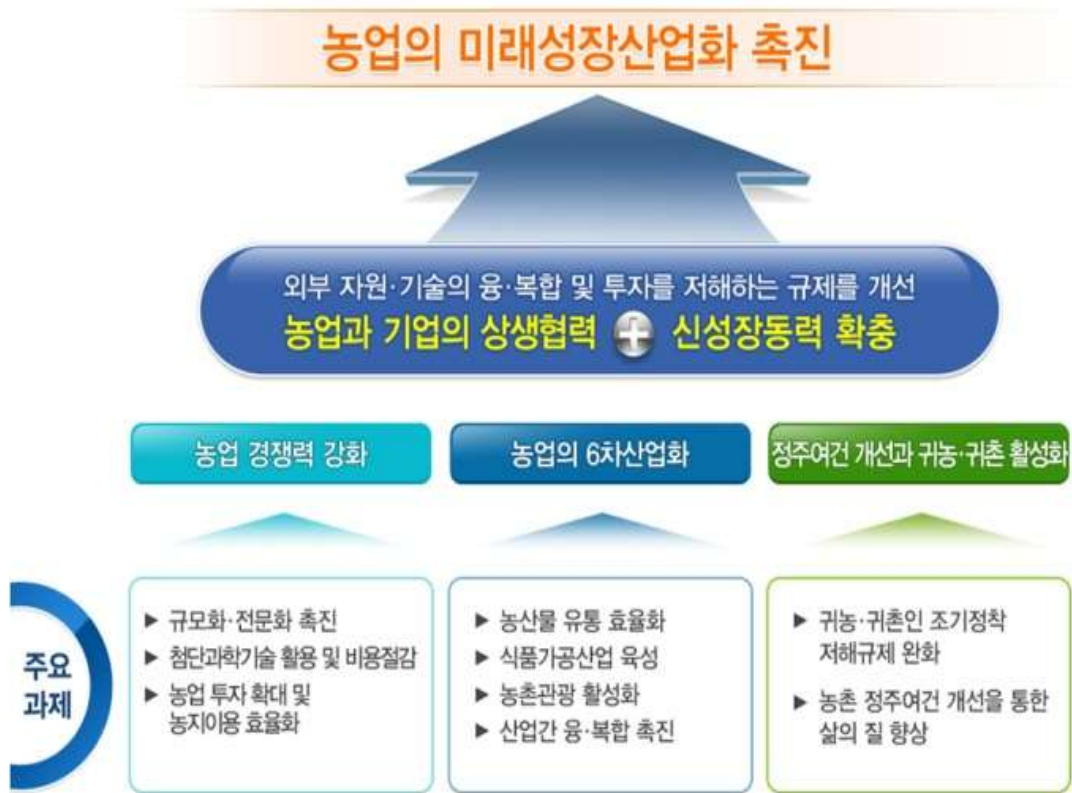 농업의 미래성장산업화 촉진
외부 자원·기술의 융·복합 및 투자를 저해하는 규제를 개선
농업과 기업의 상생협력 + 신성장동력 확충
농업 경쟁력 강화
농업의 6차산업화
정주여건 개선과 귀농·귀촌 활성화
주요
과제
▶ 규모화·전문화 촉진
▶ 첨단과학기술 활용 및 비용절감
▶ 농업 투자 확대 및
농지이용 효율화
▶ 농산물 유통 효율화
▶ 식품가공산업 육성
▶ 농촌관광 활성화
▶ 산업간 융·복합 촉진
▶ 귀농·귀촌인 조기정착
저해규제 완화
▶ 농촌 정주여건 개선을 통한
삶의 질 향상